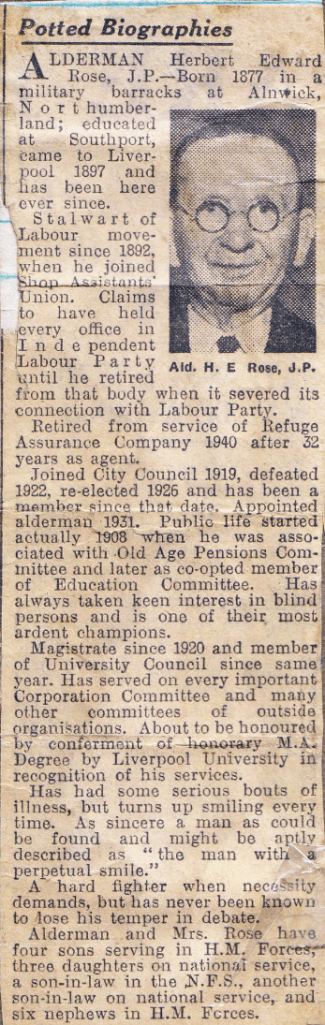 Potted Biographies
ALDERMAN Herbert Edward
Rose, J.P.—Born 1877 in a
military barracks at Alnwick,
Northumber-
land; educated
at Southport,
came to Liver-
pool 1897 and
has been here
ever since.
Stalwart of
Labour move-
ment since 1892,
when he joined
Shop Assistants'
Union. Claims
to have held
every office in
Independent
Labour Party
until he retired
Ald. H. E Rose, J.P.
from that body when it severed its
connection with Labour Party.
Retired from service of Refuge
Assurance Company 1940 after 32
years as agent.
Joined City Council 1919, defeated
1922, re-elected 1926 and has been a
member since that date. Appointed
alderman 1931. Public life started
actually 1908 when he was asso-
ciated with Old Age Pensions Com-
mittee and later as co-opted member
of Education Committee. Has
always taken keen interest in blind
persons and is one of their most
ardent champions.
Magistrate since 1920 and member
of University Council since same
year. Has served on every important
Corporation Committee and many
other committees of outside
organisations. About to be honoured
by conferment of honorary M.A.
Degree by Liverpool University in
recognition of his services.
Has had some serious bouts of
illness, but turns up smiling every
time. As sincere a man as could
be found and might be aptly
described as "the man with a
perpetual smile."
A hard fighter when necessity
demands, but has never been known
to lose his temper in debate.
Alderman and Mrs. Rose have
four sons serving in H.M. Forces,
three daughters on national service,
a son-in-law in the N.F.S., another
son-in-law on national service, and
six nephews in H.M. Forces.